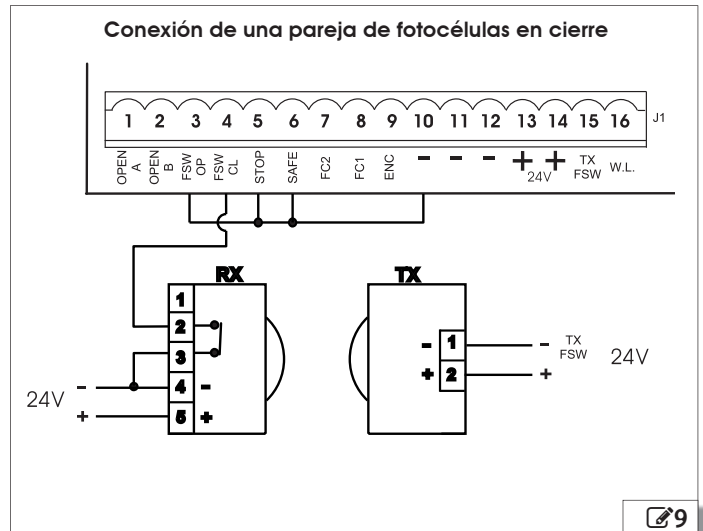 Conexión de una pareja de fotocélulas en cierre
1 2 3 4 5 6 7 8 9 10 11 12 13 14 15 16 J1
OPEN A OPEN B FSW OP FSW CL STOP SAFE FC2 FC1 ENC - - - + + 24V TX FSW W.L.
RX TX
1
2
3
4 -
5 +
24V - +
- 1 - TX FSW 24V
+ 2 +
9